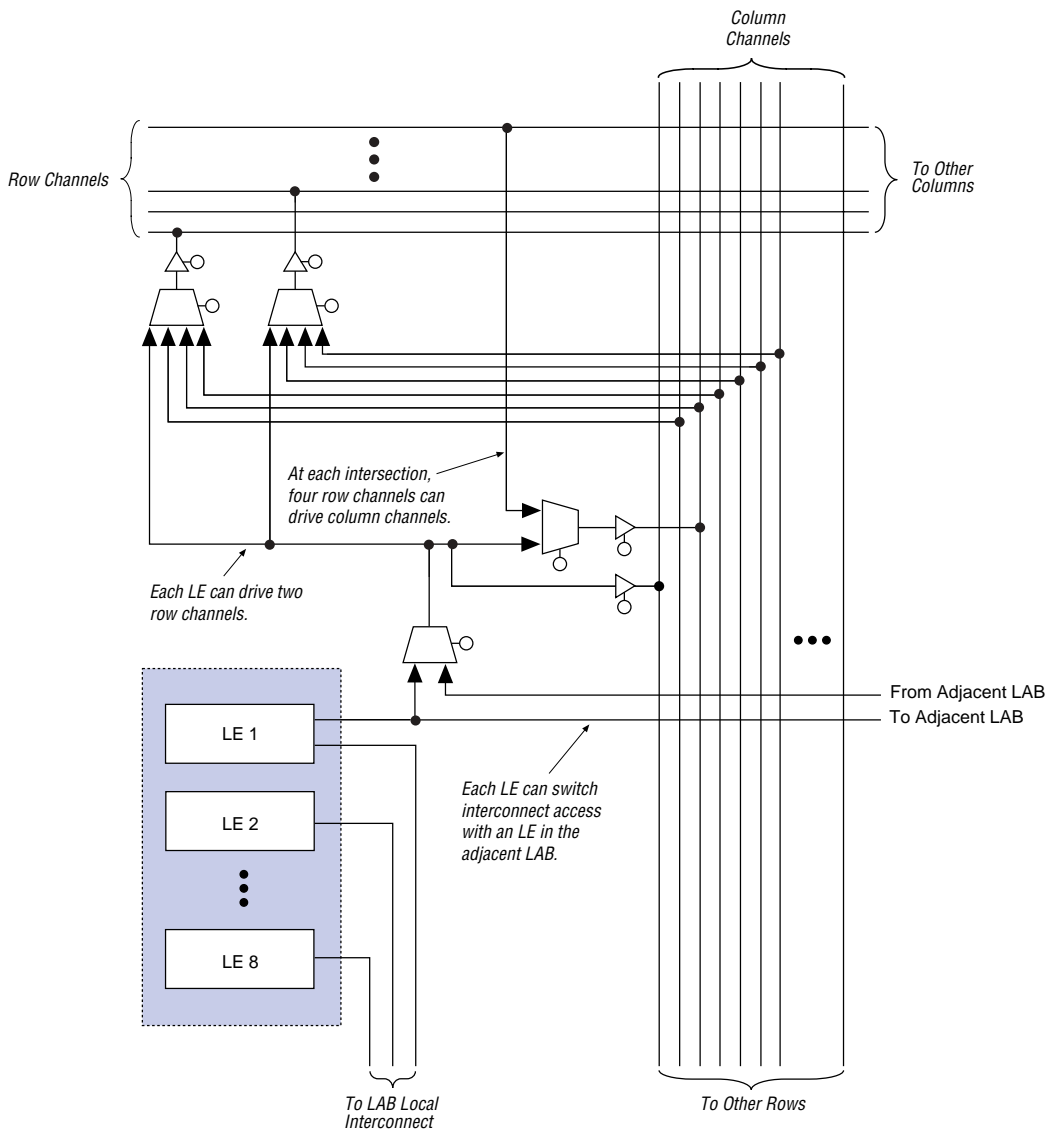 Column
Channels
Row Channels
To Other
Columns
At each intersection,
four row channels can
drive column channels.
Each LE can drive two
row channels.
From Adjacent LAB
To Adjacent LAB
LE 1
Each LE can switch
interconnect access
with an LE in the
adjacent LAB.
LE 2
LE 8
To LAB Local
Interconnect
To Other Rows